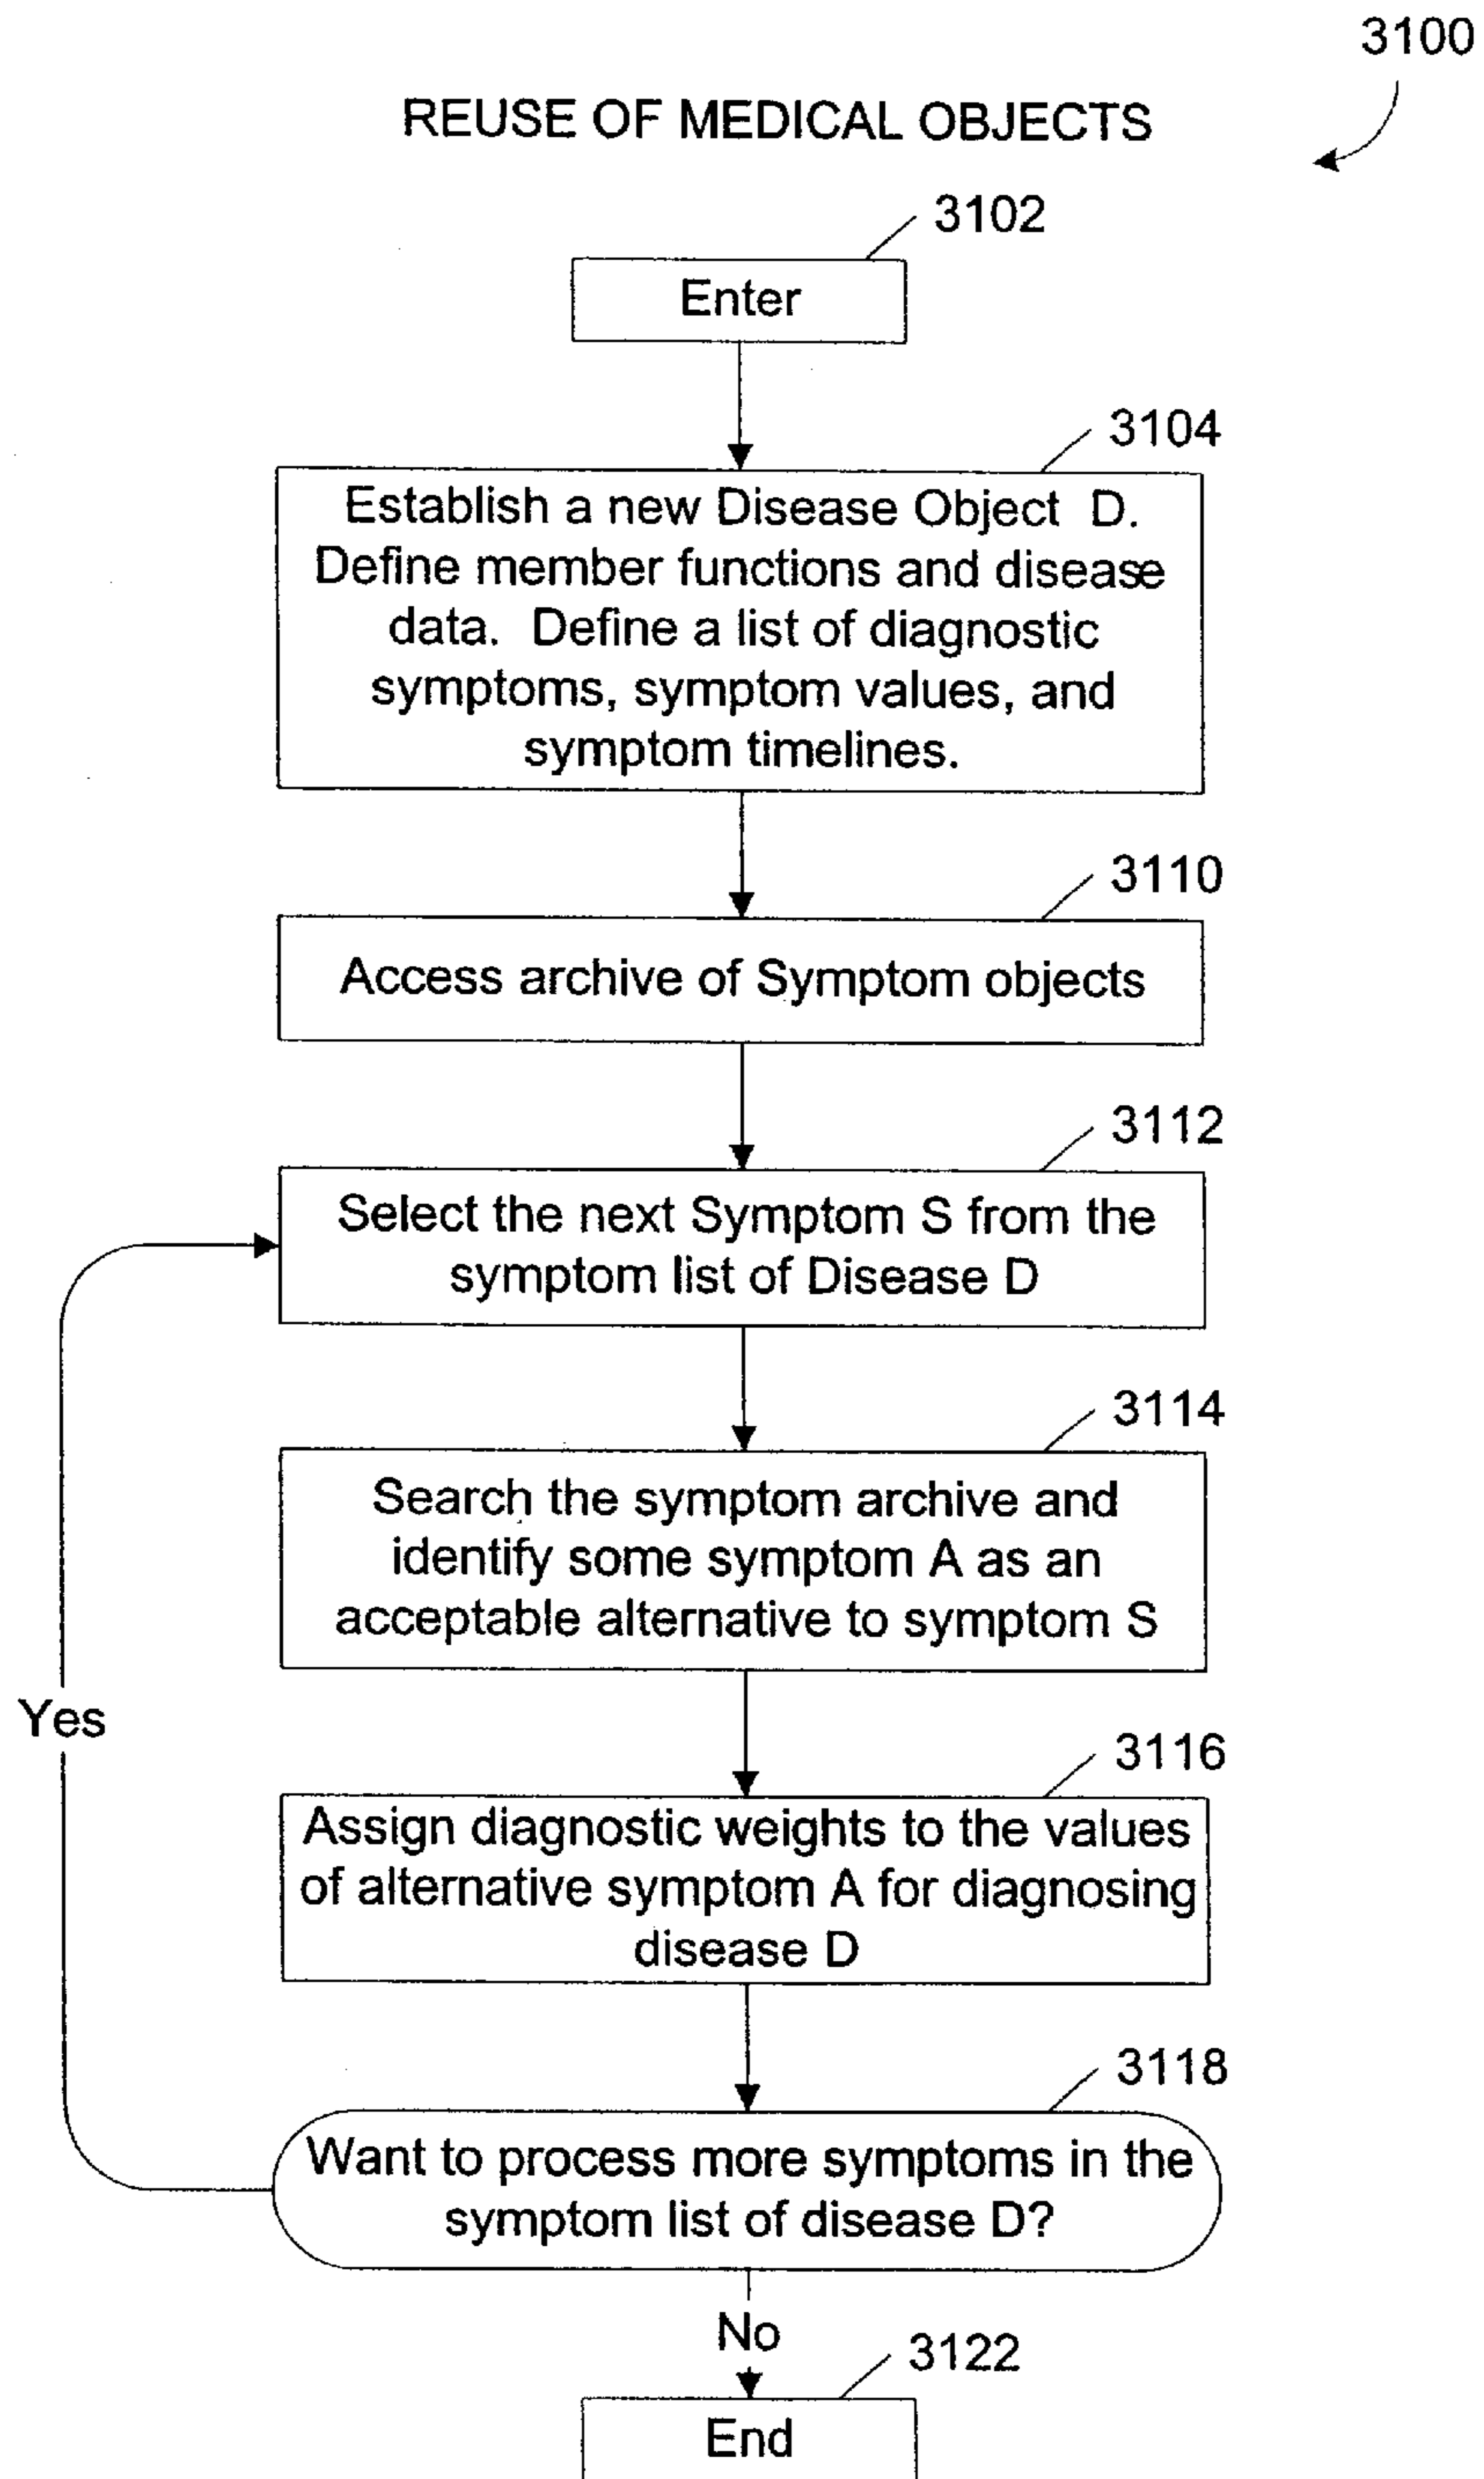 3100
REUSE OF MEDICAL OBJECTS
3102
Enter
3104
Establish a new Disease Object D.
Define member functions and disease
data. Define a list of diagnostic
symptoms, symptom values, and
symptom timelines.
3110
Access archive of Symptom objects
3112
Select the next Symptom S from the
symptom list of Disease D
3114
Search the symptom archive and
identify some symptom A as an
acceptable alternative to symptom S
Yes
3116
Assign diagnostic weights to the values
of alternative symptom A for diagnosing
disease D
3118
Want to process more symptoms in the
symptom list of disease D?
No
3122
End